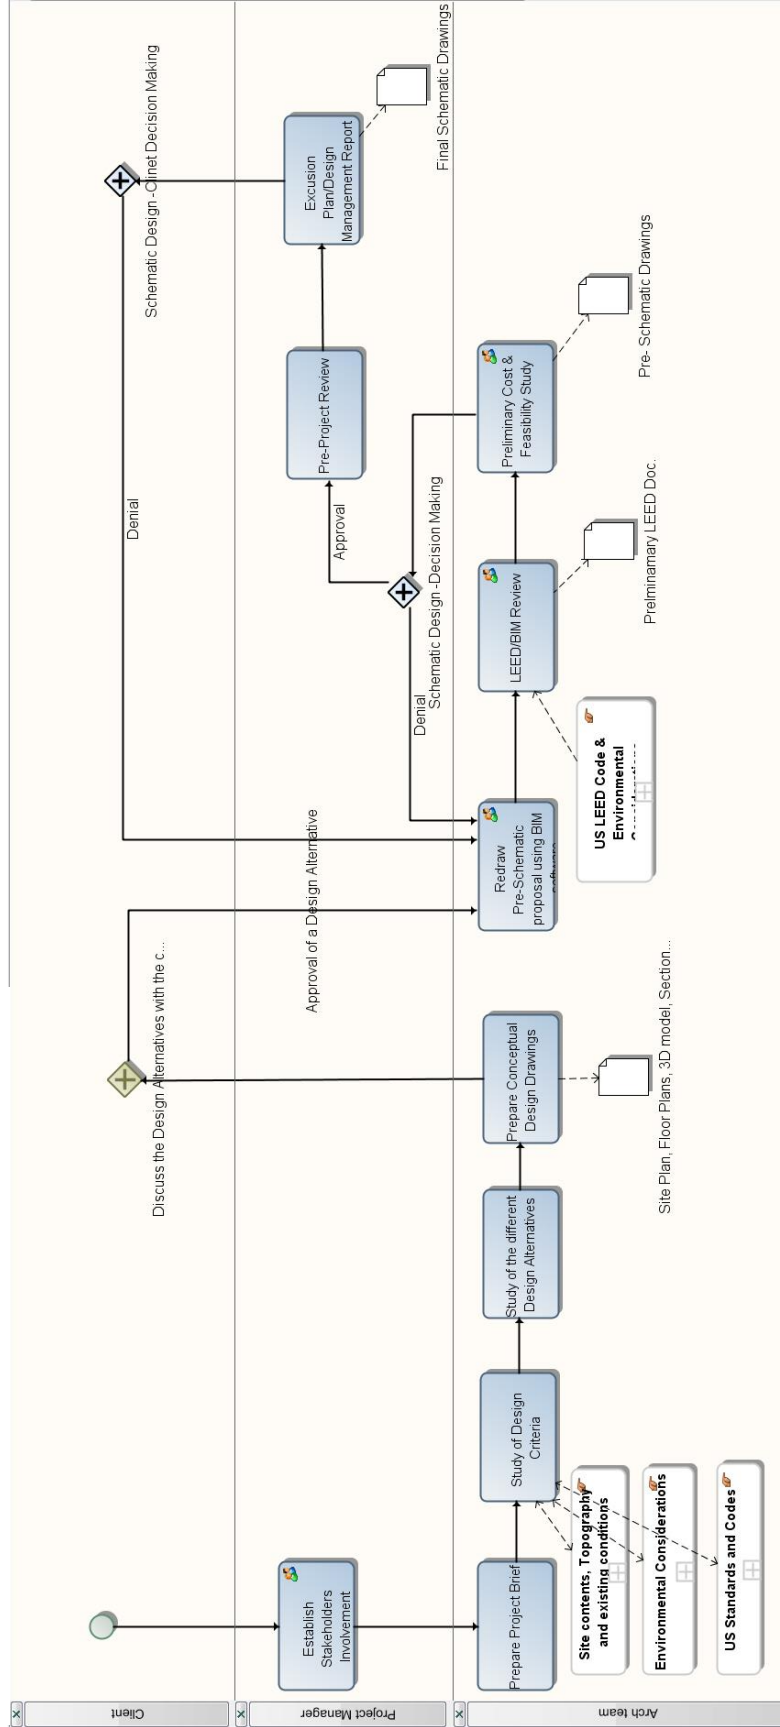 Client
Project Manager
Arch team
Establish
Stakeholders
Involvement
Prepare Project Brief
Study of Design
Criteria
Site contents, Topography
and existing conditions
Environmental Considerations
US Standards and Codes
Study of the different
Design Alternatives
Prepare Conceptual
Design Drawings
Site Plan, Floor Plans, 3D model, Section...
Discuss the Design Alternatives with the c...
Approval of a Design Alternative
Redraw
Pre-Schematic
proposal using BIM
software
US LEED Code &
Environmental
LEED/BIM Review
Prelminamary LEED Doc.
Preliminary Cost &
Feasibility Study
Pre- Schematic Drawings
Schematic Design -Decision Making
Denial
Approval
Pre-Project Review
Excusion
Plan/Design
Management Report
Final Schematic Drawings
Schematic Design -Clinet Decision Making
Denial